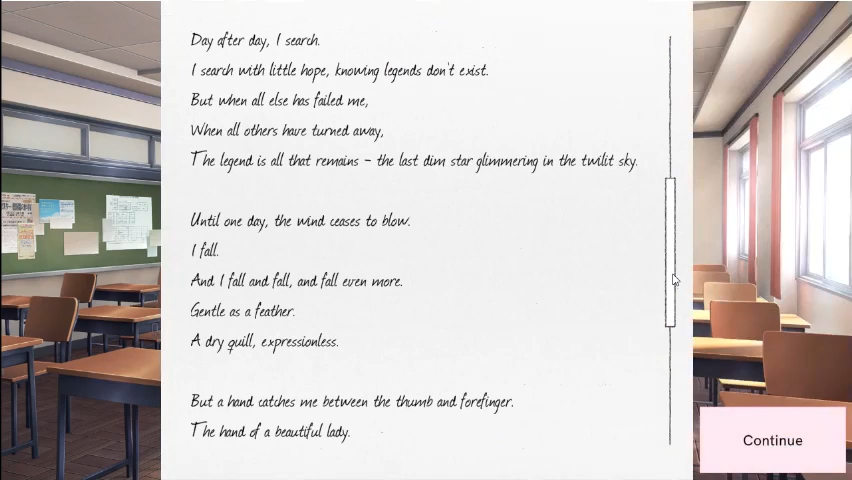 Day after day, I search.
I search with little hope, knowing legends don't exist.
But when all else has failed me,
When all others have turned away,
The legend is all that remains – the last dim star glimmering in the twilit sky.
Until one day, the wind ceases to blow.
I fall.
And I fall and fall, and fall even more.
Gentle as a feather.
A dry quill, expressionless.
But a hand catches me between the thumb and forefinger.
The hand of a beautiful lady.
Continue